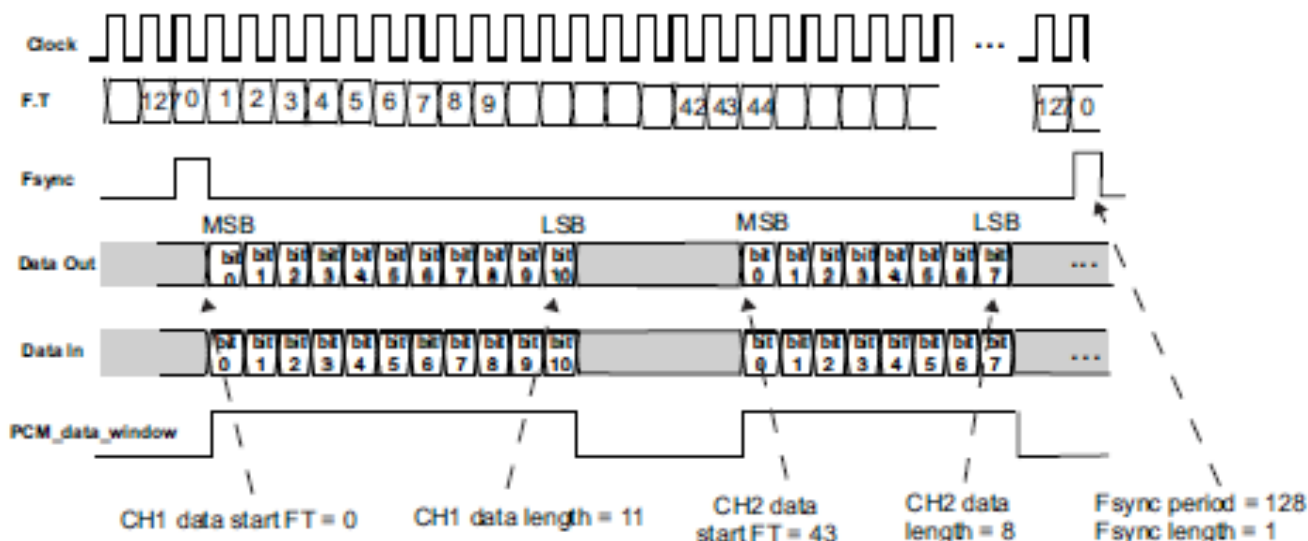 Clock ...
F.T 127 0 1 2 3 4 5 6 7 8 9 42 43 44 127 0
Fsync
MSB LSB MSB LSB
Data Out bit 0 bit 1 bit 2 bit 3 bit 4 bit 5 bit 6 bit 7 bit 8 bit 9 bit 10 bit 0 bit 1 bit 2 bit 3 bit 4 bit 5 bit 6 bit 7 ...
Data In bit 0 bit 1 bit 2 bit 3 bit 4 bit 5 bit 6 bit 7 bit 8 bit 9 bit 10 bit 0 bit 1 bit 2 bit 3 bit 4 bit 5 bit 6 bit 7 ...
PCM_data_window
CH1 data start FT = 0
CH1 data length = 11
CH2 data
start FT = 43
CH2 data
length = 8
Fsync period = 128
Fsync length = 1